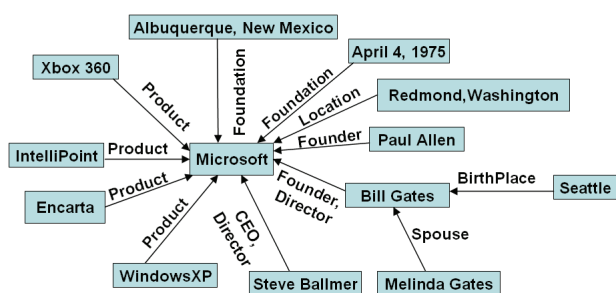 Albuquerque, New Mexico
April 4, 1975
Xbox 360
Redmond,Washington
Product
Foundation
Foundation
Location
Founder
Paul Allen
IntelliPoint
Product
Microsoft
Encarta
Product
Founder,
Director
Bill Gates
BirthPlace
Seattle
Product
CEO,
Director
Spouse
WindowsXP
Steve Ballmer
Melinda Gates